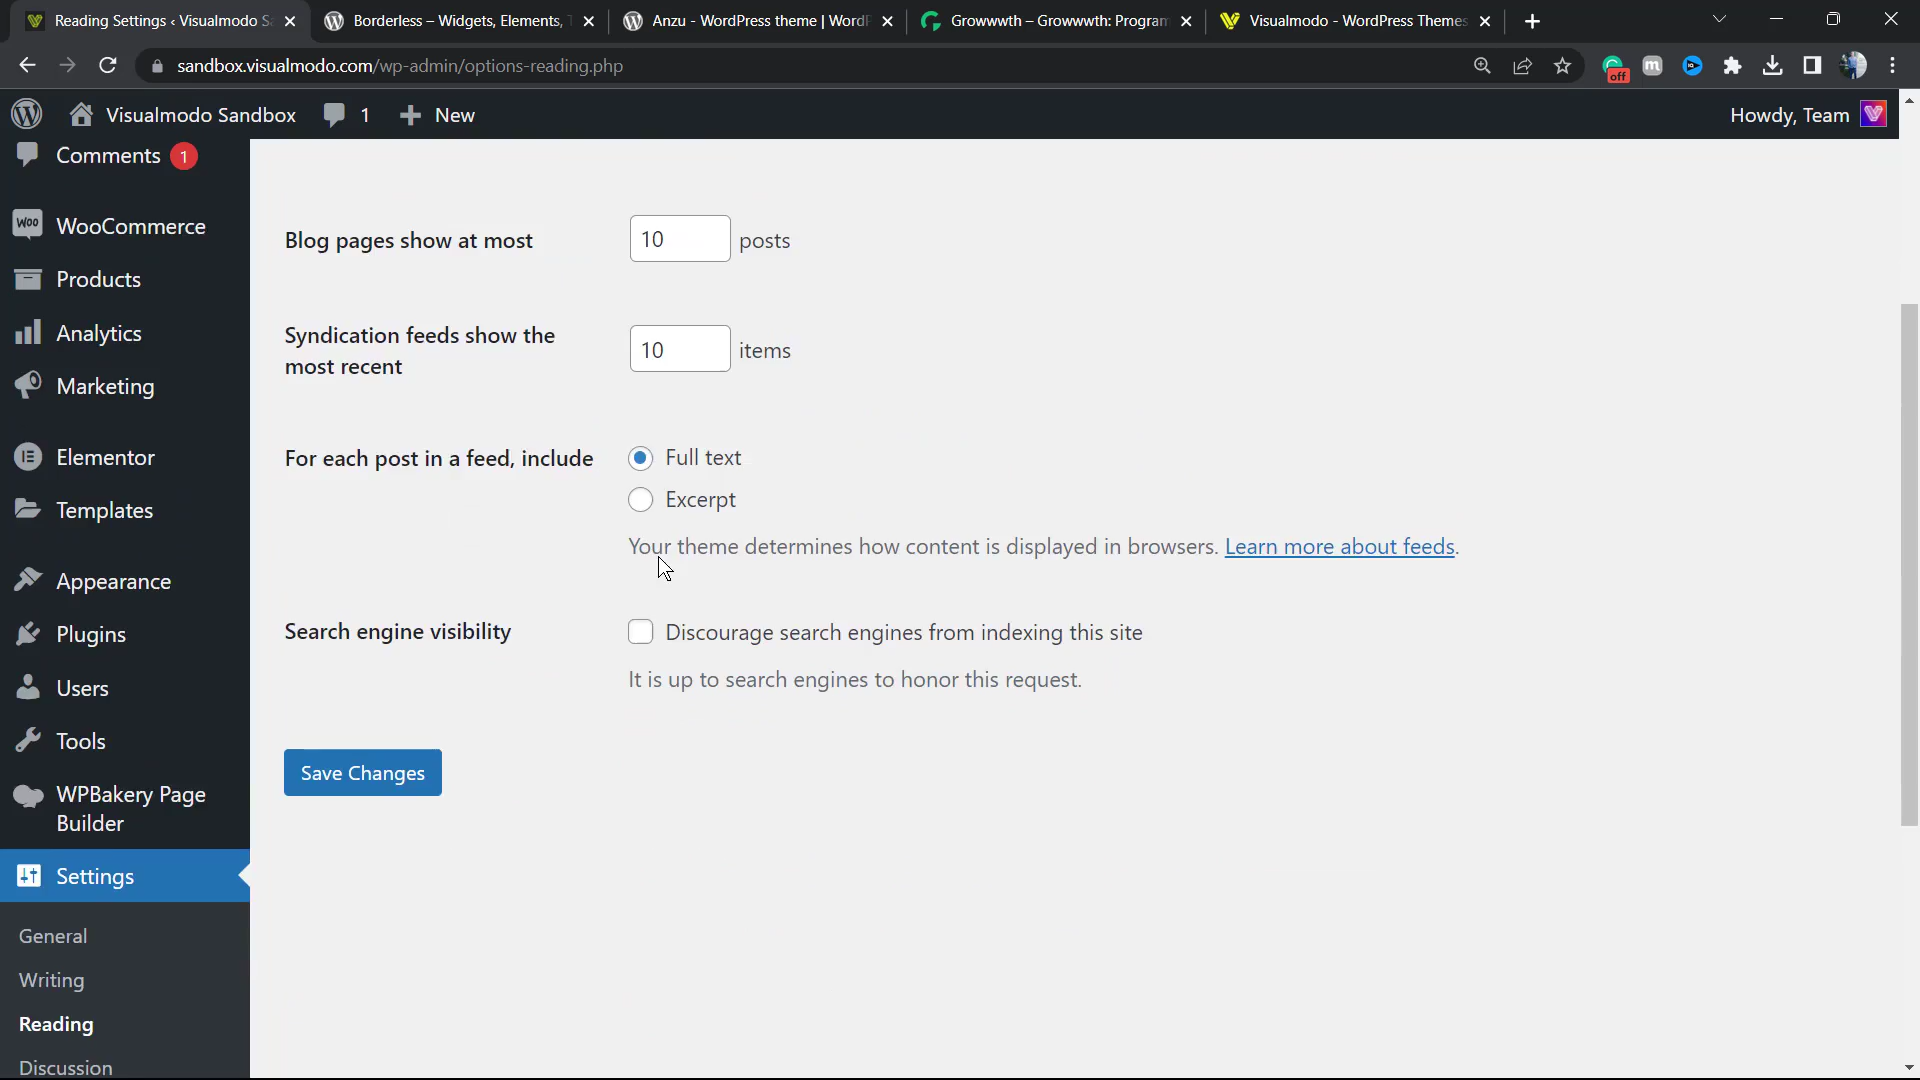 Reading Settings ‹ Visualmodo S
Borderless – Widgets, Elements, T
Anzu - WordPress theme | WordP
Growwwth – Growwwth: Program
Visualmodo - WordPress Themes
sandbox.visualmodo.com/wp-admin/options-reading.php
off
m
Visualmodo Sandbox
1
New
Howdy, Team
Comments 1
Woo
WooCommerce
Products
Analytics
Marketing
Elementor
Templates
Appearance
Plugins
Users
Tools
WPBakery Page
Builder
Settings
General
Writing
Reading
Discussion
Blog pages show at most
10 posts
Syndication feeds show the
most recent
10 items
For each post in a feed, include
Full text
Excerpt
Your theme determines how content is displayed in browsers. Learn more about feeds.
Search engine visibility
Discourage search engines from indexing this site
It is up to search engines to honor this request.
Save Changes